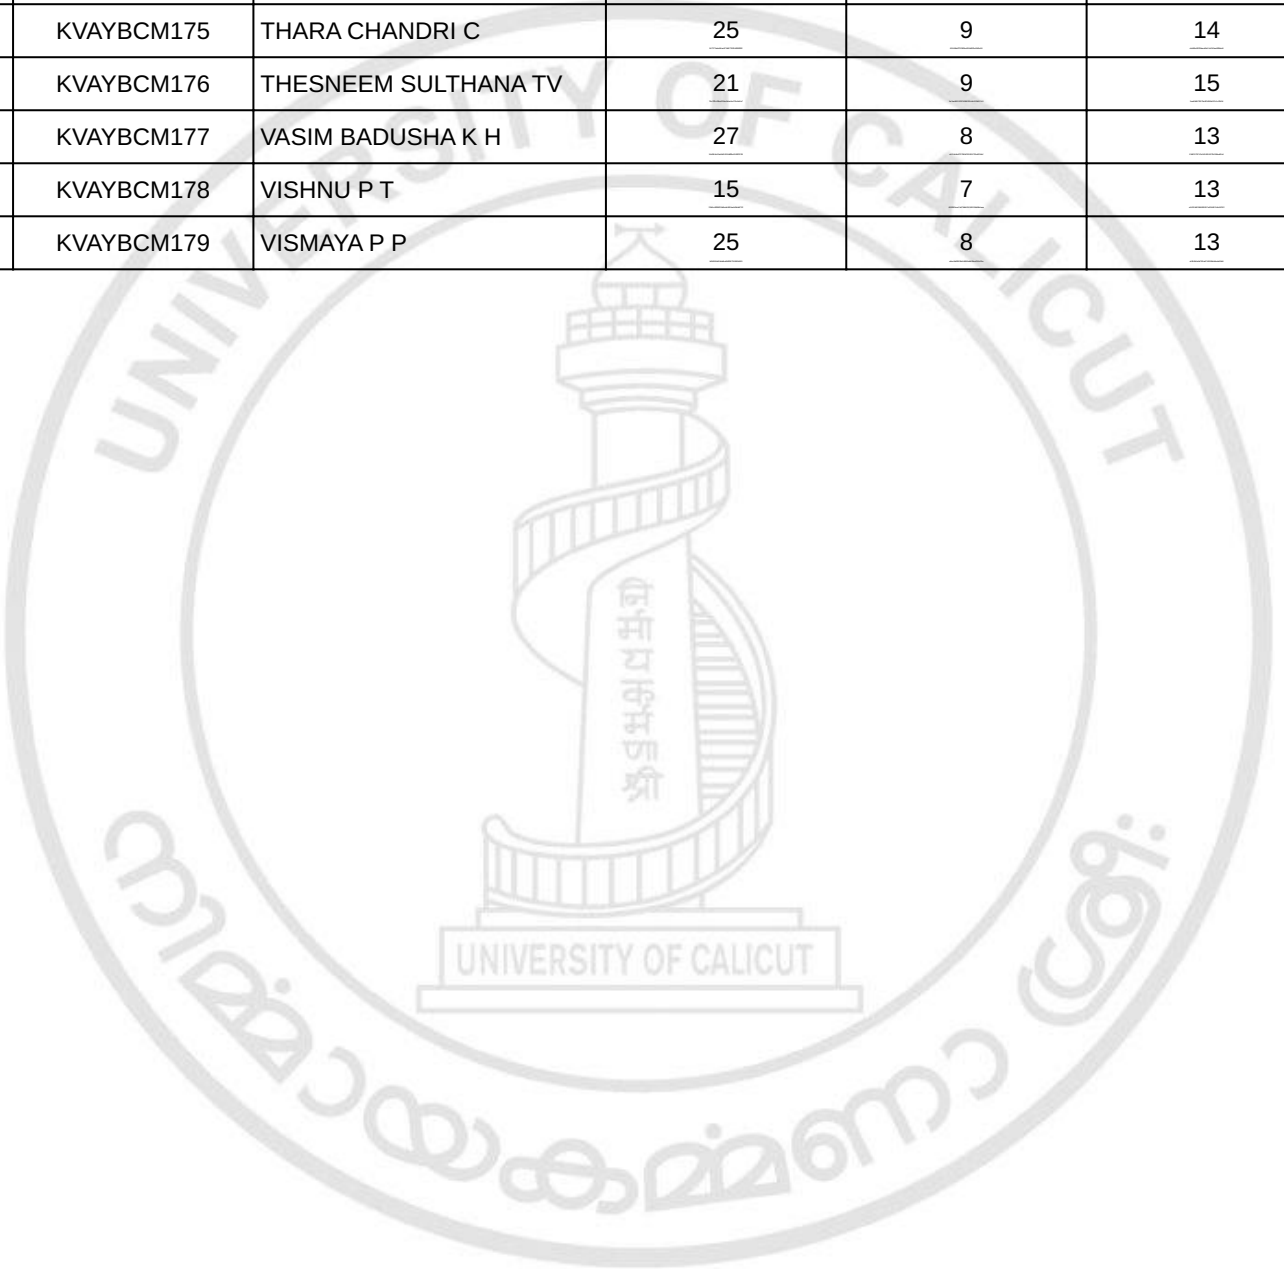 KVAYBCM175 THARA CHANDRI C 25 9 14
KVAYBCM176 THESNEEM SULTHANA TV 21 9 15
KVAYBCM177 VASIM BADUSHA K H 27 8 13
KVAYBCM178 VISHNU P T 15 7 13
KVAYBCM179 VISMAYA P P 25 8 13
UNIVERSITY OF CALICUT
UNIVERSITY OF CALICUT